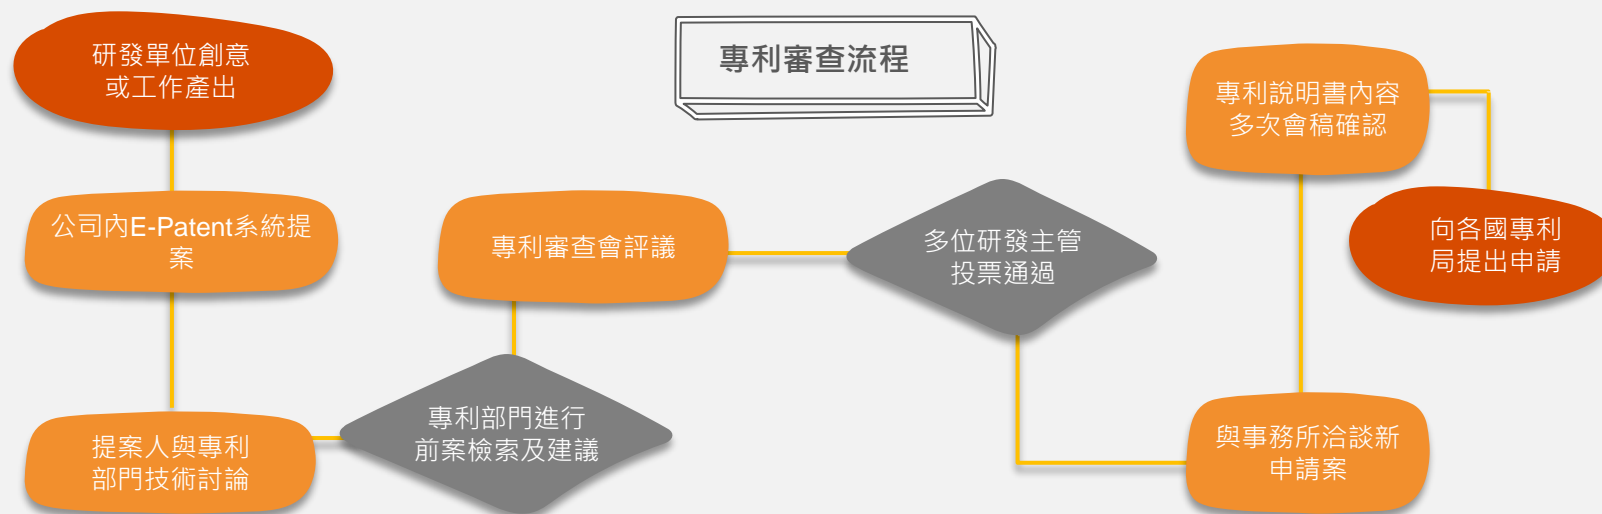 專利審查流程
研發單位創意
或工作產出
公司內E-Patent系統提
案
提案人與專利
部門技術討論
專利部門進行
前案檢索及建議
專利審查會評議
多位研發主管
投票通過
與事務所洽談新
申請案
專利說明書內容
多次會稿確認
向各國專利
局提出申請